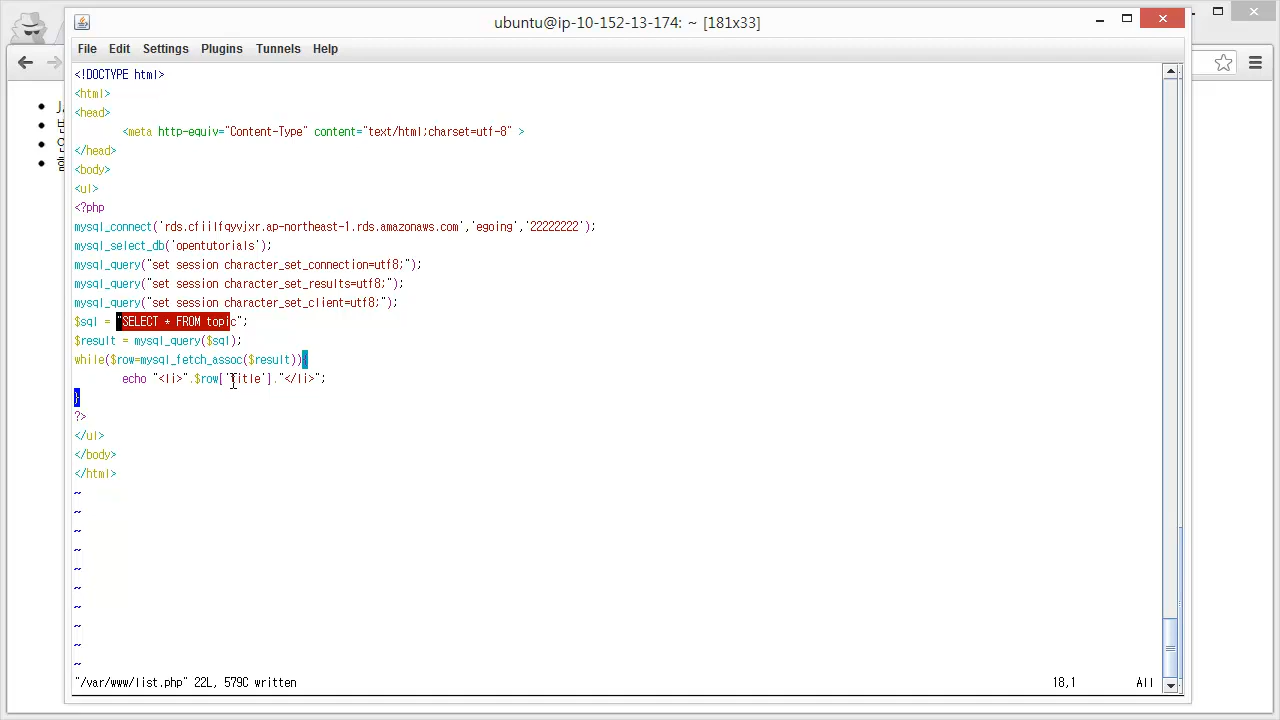 ubuntu@ip-10-152-13-174: ~ [181x33]
File Edit Settings Plugins Tunnels Help
<!DOCTYPE html>
<html>
<head>
<meta http-equiv="Content-Type" content="text/html;charset=utf-8" >
</head>
<body>
<ul>
<?php
mysql_connect('rds.cfiilfqyvjxr.ap-northeast-1.rds.amazonaws.com','egoing','22222222');
mysql_select_db('opentutorials');
mysql_query("set session character_set_connection=utf8;");
mysql_query("set session character_set_results=utf8;");
mysql_query("set session character_set_client=utf8;");
$sql = "SELECT * FROM topic";
$result = mysql_query($sql);
while($row=mysql_fetch_assoc($result)){
echo "<li>".$row['title']."</li>";
}
?>
</ul>
</body>
</html>
~
~
~
~
~
~
~
~
~
~
"/var/www/list.php" 22L, 579C written 18,1 All